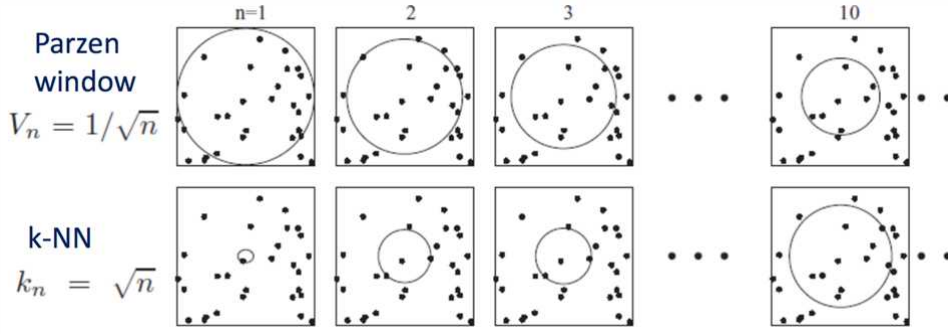 n=1 2 3 10
Parzen
window
V_n = 1/√n
k-NN
k_n = √n